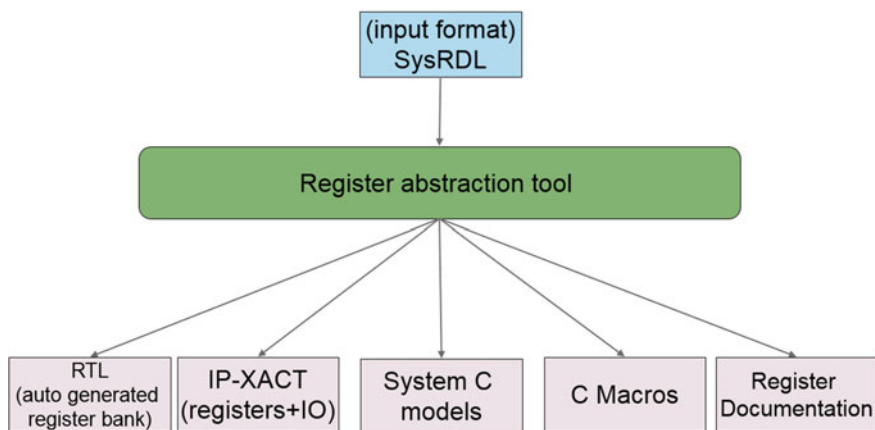 (input format)
SysRDL
Register abstraction tool
RTL
(auto generated
register bank)
IP-XACT
(registers+IO)
System C
models
C Macros
Register
Documentation